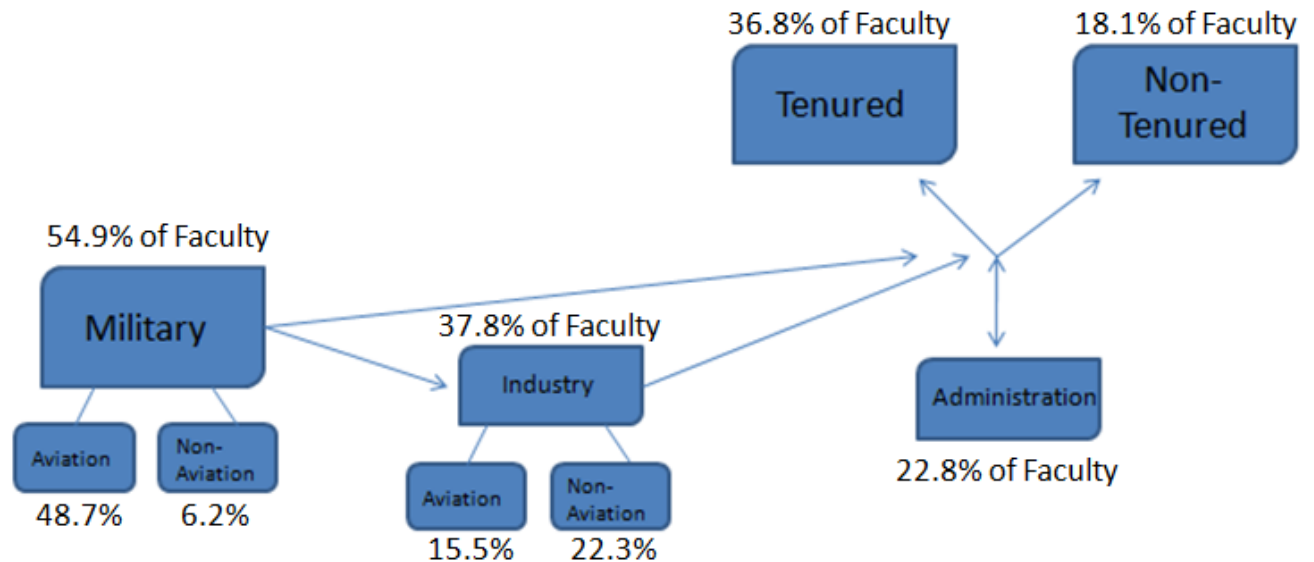 36.8% of Faculty
18.1% of Faculty
Tenured
Non-
Tenured
54.9% of Faculty
Military
37.8% of Faculty
Industry
Administration
22.8% of Faculty
Aviation
Non-
Aviation
48.7%
6.2%
Aviation
Non-
Aviation
15.5%
22.3%